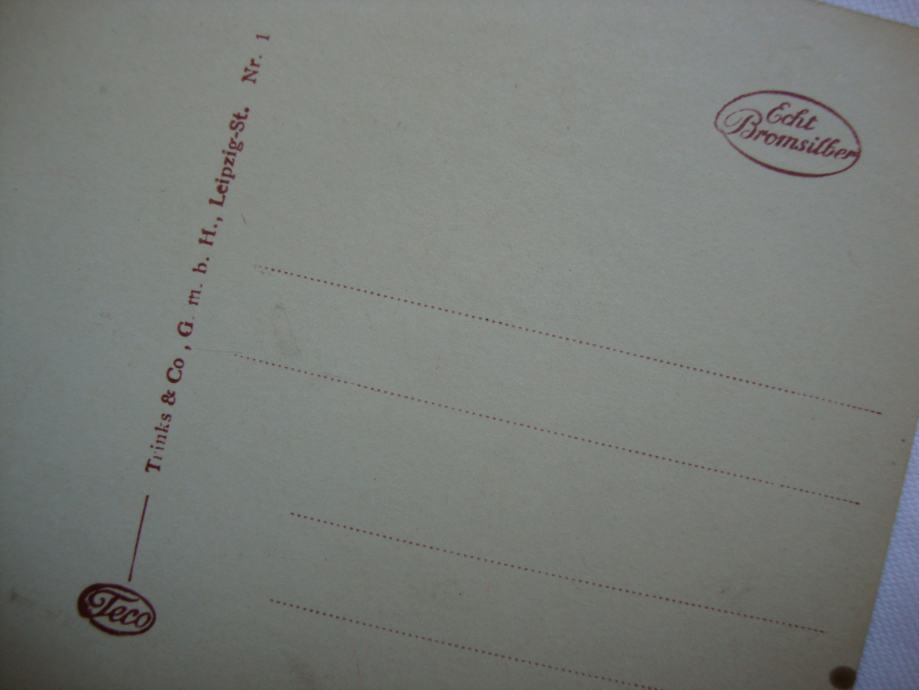 Echt
Bromsilber
Trinks & Co, G. m. b. H., Leipzig-St. Nr. 1
Teco